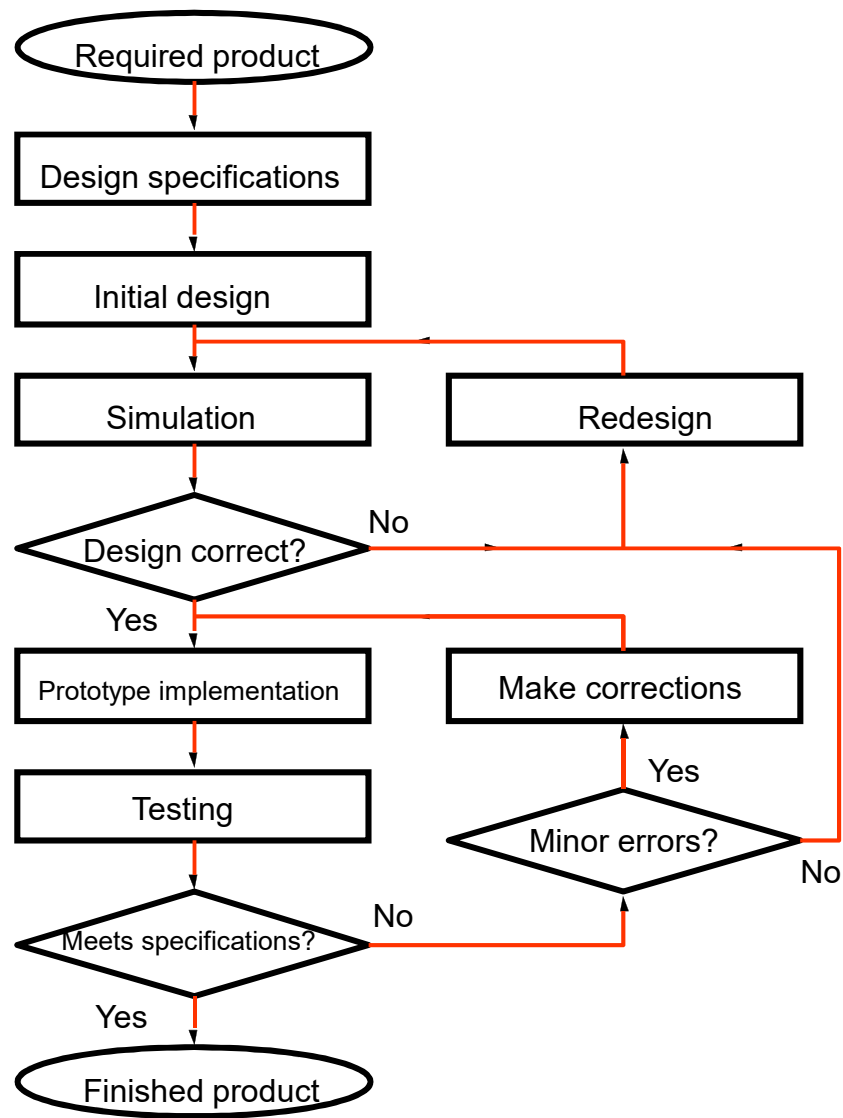 Required product
Design specifications
Initial design
Simulation
Redesign
No
Design correct?
Yes
Prototype implementation
Make corrections
Yes
Testing
Minor errors?
No
No
Meets specifications?
Yes
Finished product